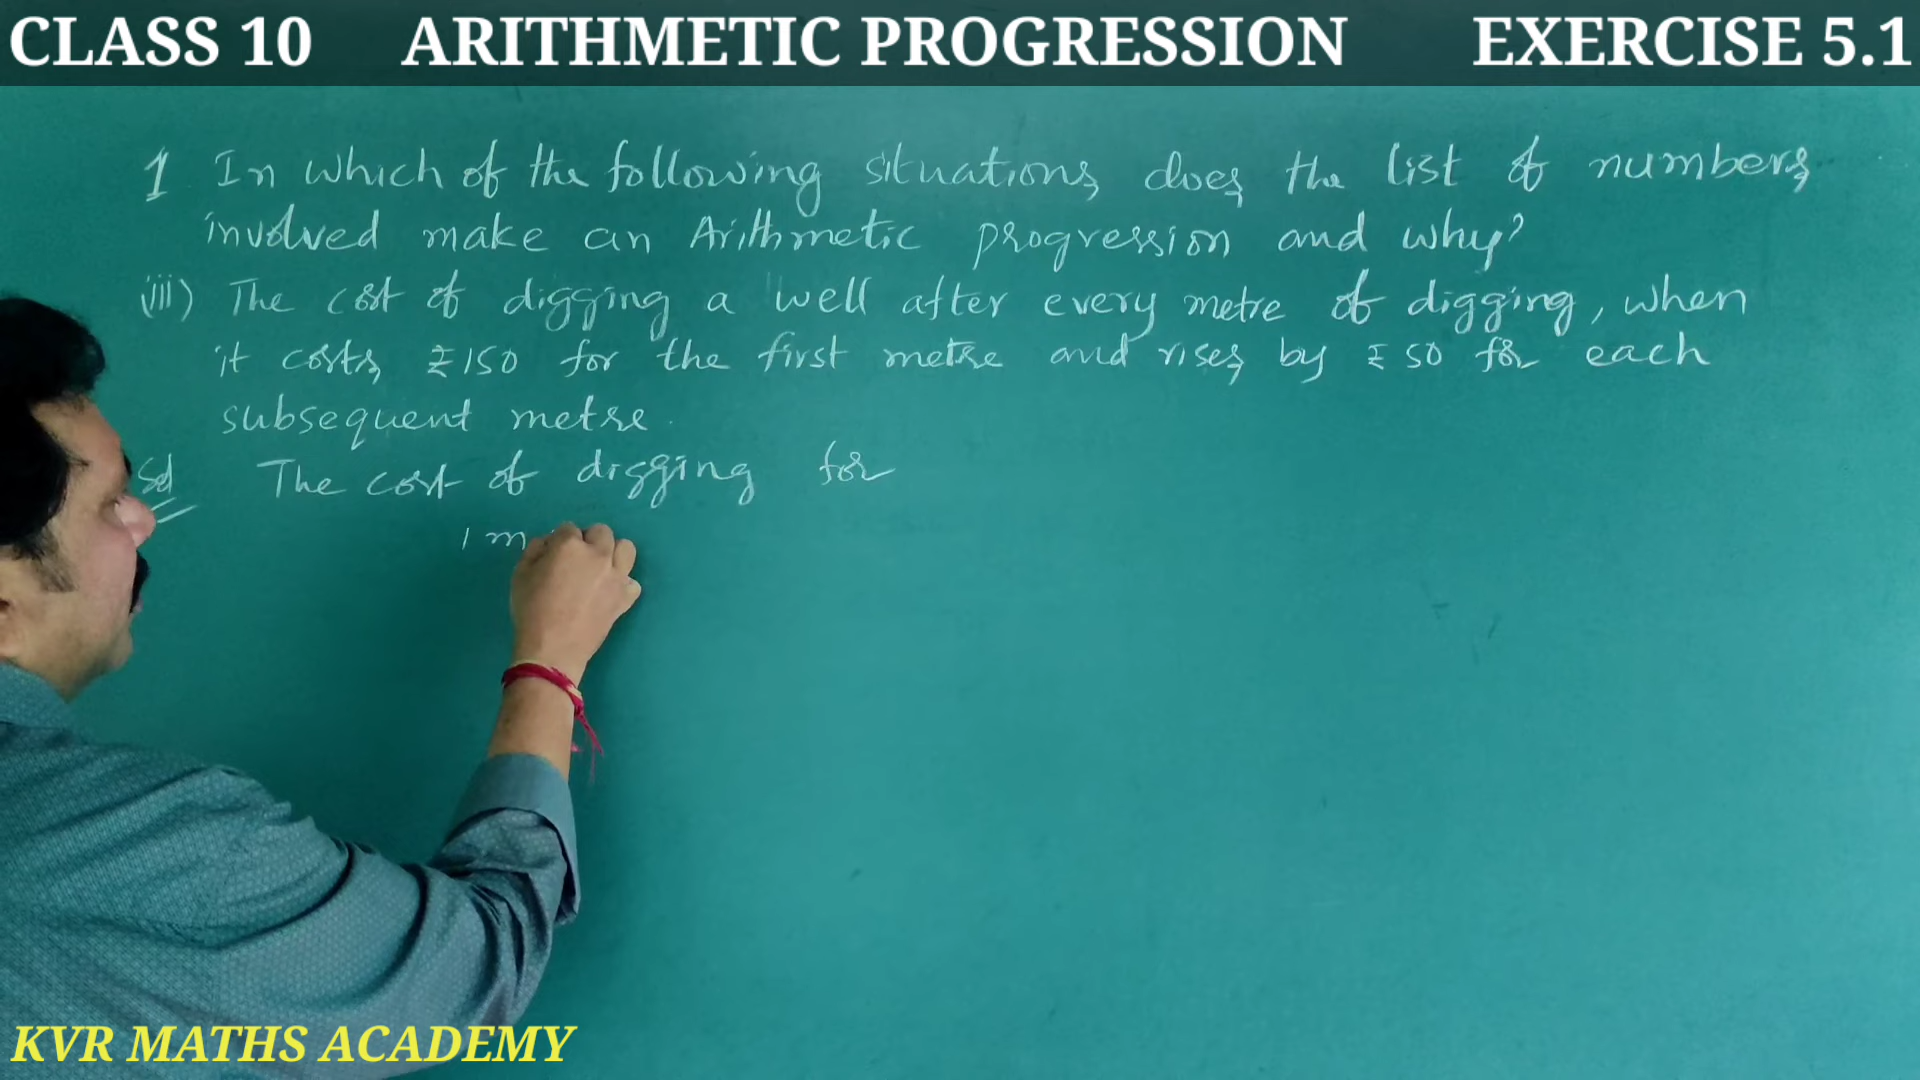 CLASS 10 ARITHMETIC PROGRESSION EXERCISE 5.1
1 In which of the following situations does the list of numbers
involved make an Arithmetic progression and why?
(iii) The cost of digging a well after every metre of digging, when
it costs ₹150 for the first metre and rises by ₹50 for each
subsequent metre.
Sol The cost of digging for
1 m
KVR MATHS ACADEMY